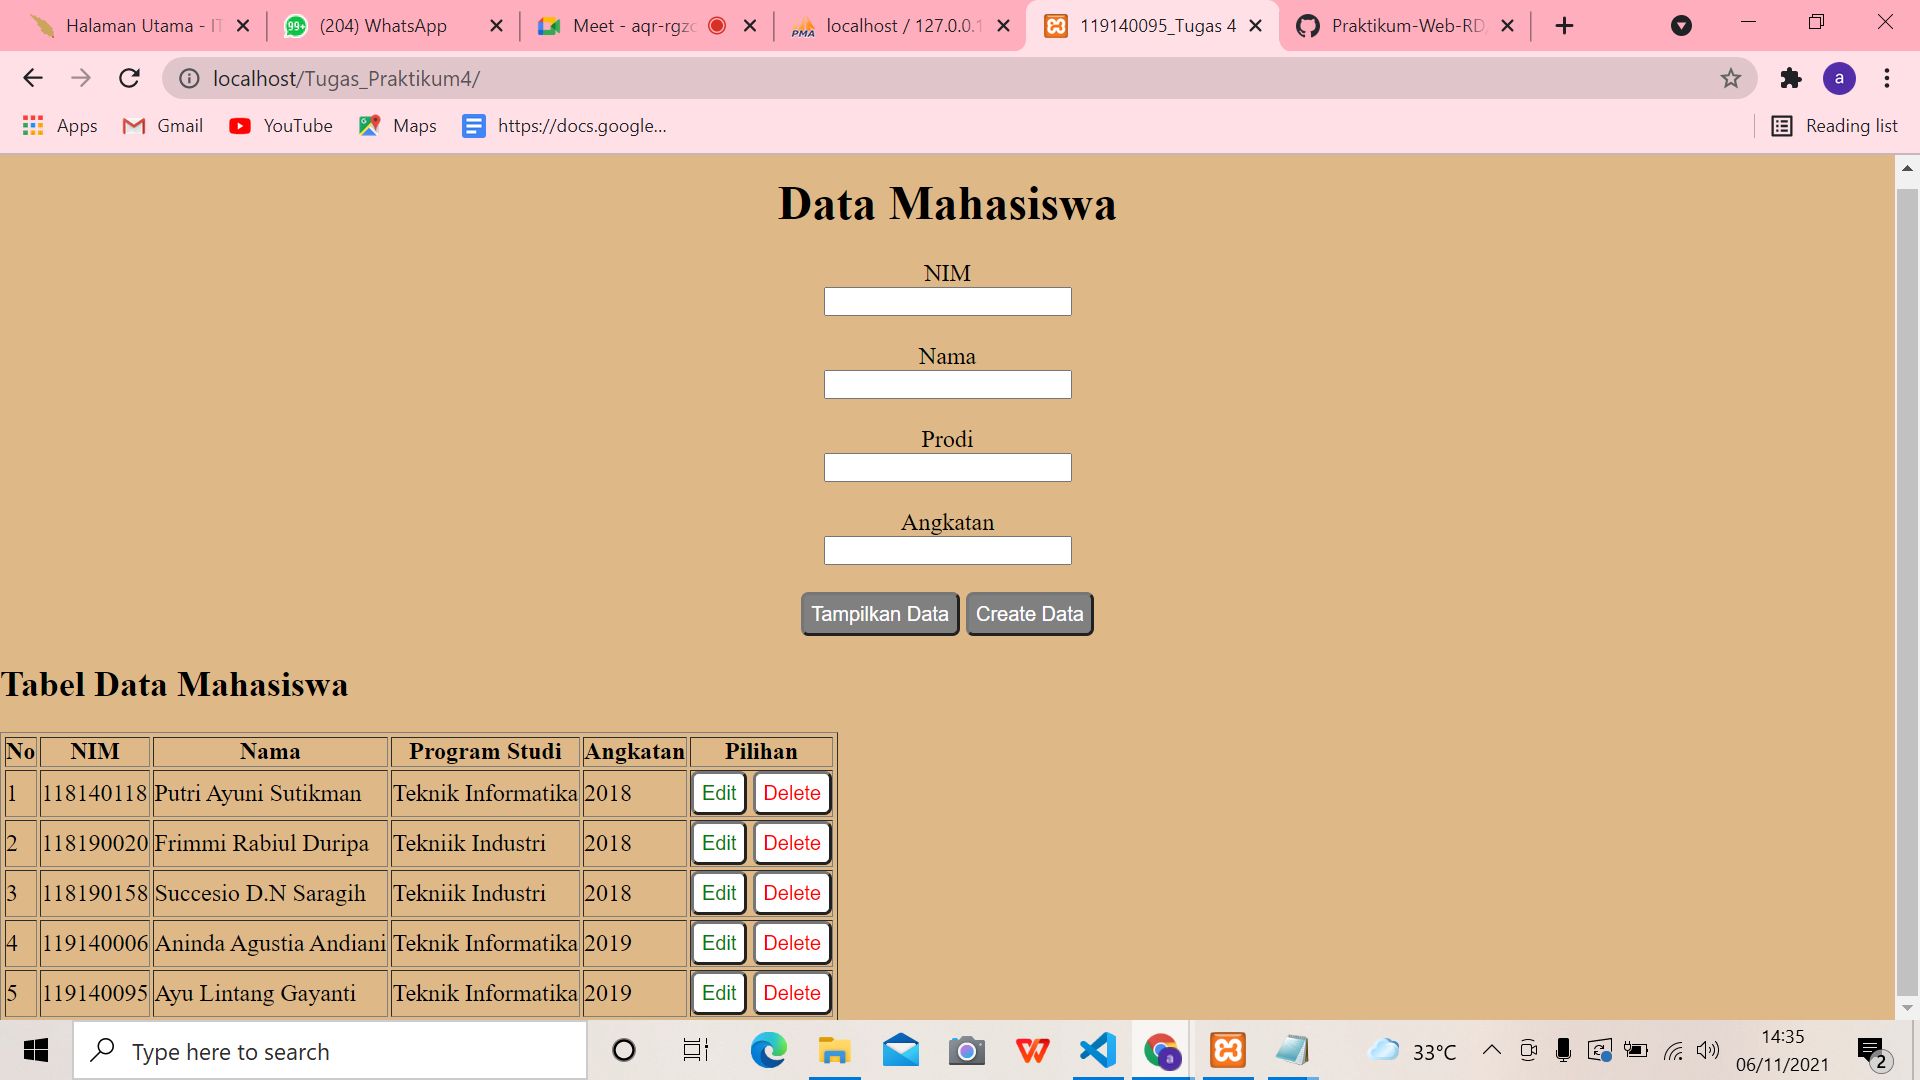 Halaman Utama - IT
(204) WhatsApp
Meet - aqr-rgzc
localhost / 127.0.0.1
119140095_Tugas 4
Praktikum-Web-RD
localhost/Tugas_Praktikum4/
a
Apps
Gmail
YouTube
Maps
https://docs.google...
Reading list
Data Mahasiswa
NIM
Nama
Prodi
Angkatan
Tampilkan Data Create Data
Tabel Data Mahasiswa
No NIM Nama Program Studi Angkatan Pilihan
1 118140118 Putri Ayuni Sutikman Teknik Informatika 2018 Edit Delete
2 118190020 Frimmi Rabiul Duripa Tekniik Industri 2018 Edit Delete
3 118190158 Succesio D.N Saragih Tekniik Industri 2018 Edit Delete
4 119140006 Aninda Agustia Andiani Teknik Informatika 2019 Edit Delete
5 119140095 Ayu Lintang Gayanti Teknik Informatika 2019 Edit Delete
Type here to search
33°C
14:35
06/11/2021
2